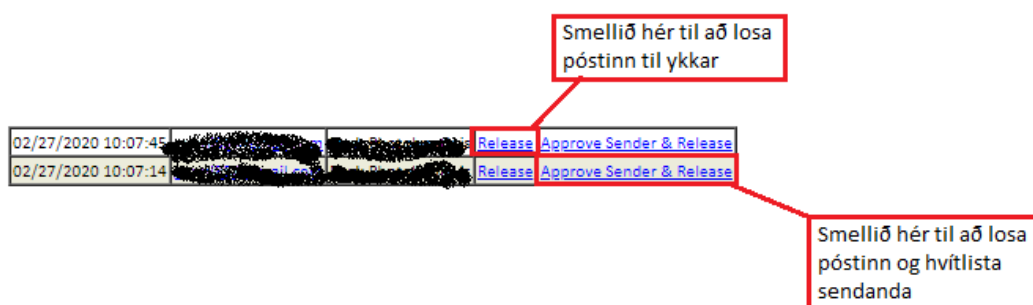 Smellið hér til að losa
póstinn til ykkar
02/27/2020 10:07:45 Release Approve Sender & Release
02/27/2020 10:07:14 Release Approve Sender & Release
Smellið hér til að losa
póstinn og hvítlista
sendanda